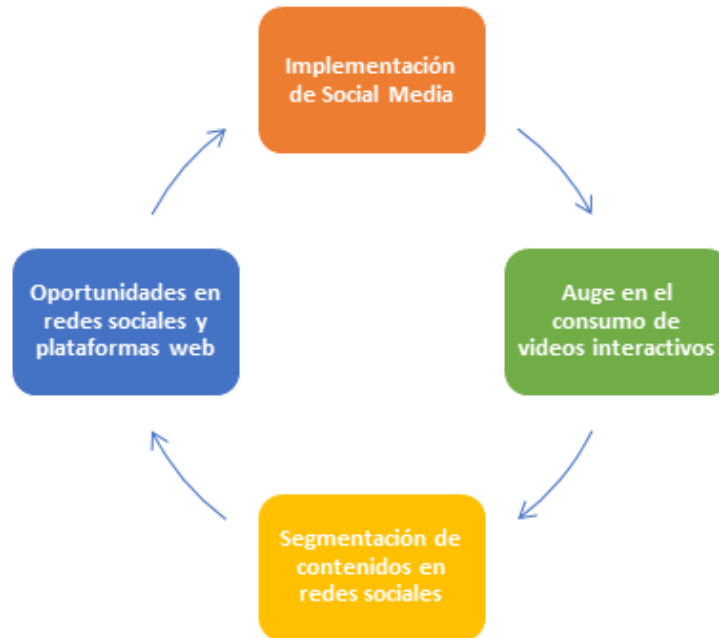 Implementación
de Social Media
Oportunidades en
redes sociales y
plataformas web
Auge en el
consumo de
videos interactivos
Segmentación de
contenidos en
redes sociales